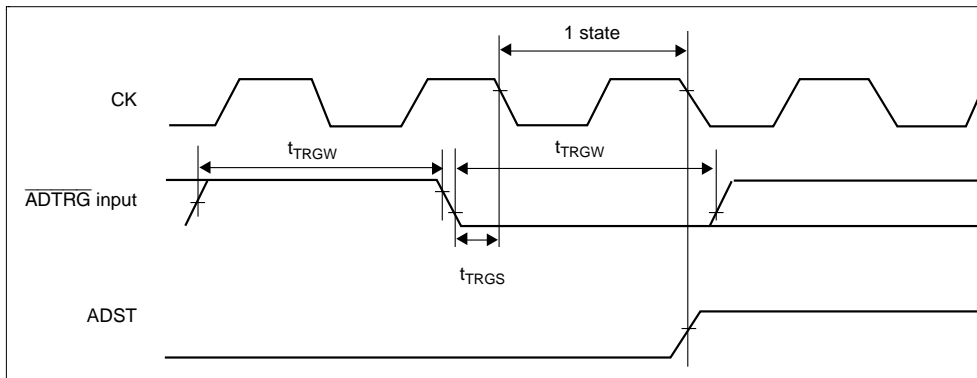 1 state
CK
tTRGW
tTRGW
ADTRG input
tTRGS
ADST